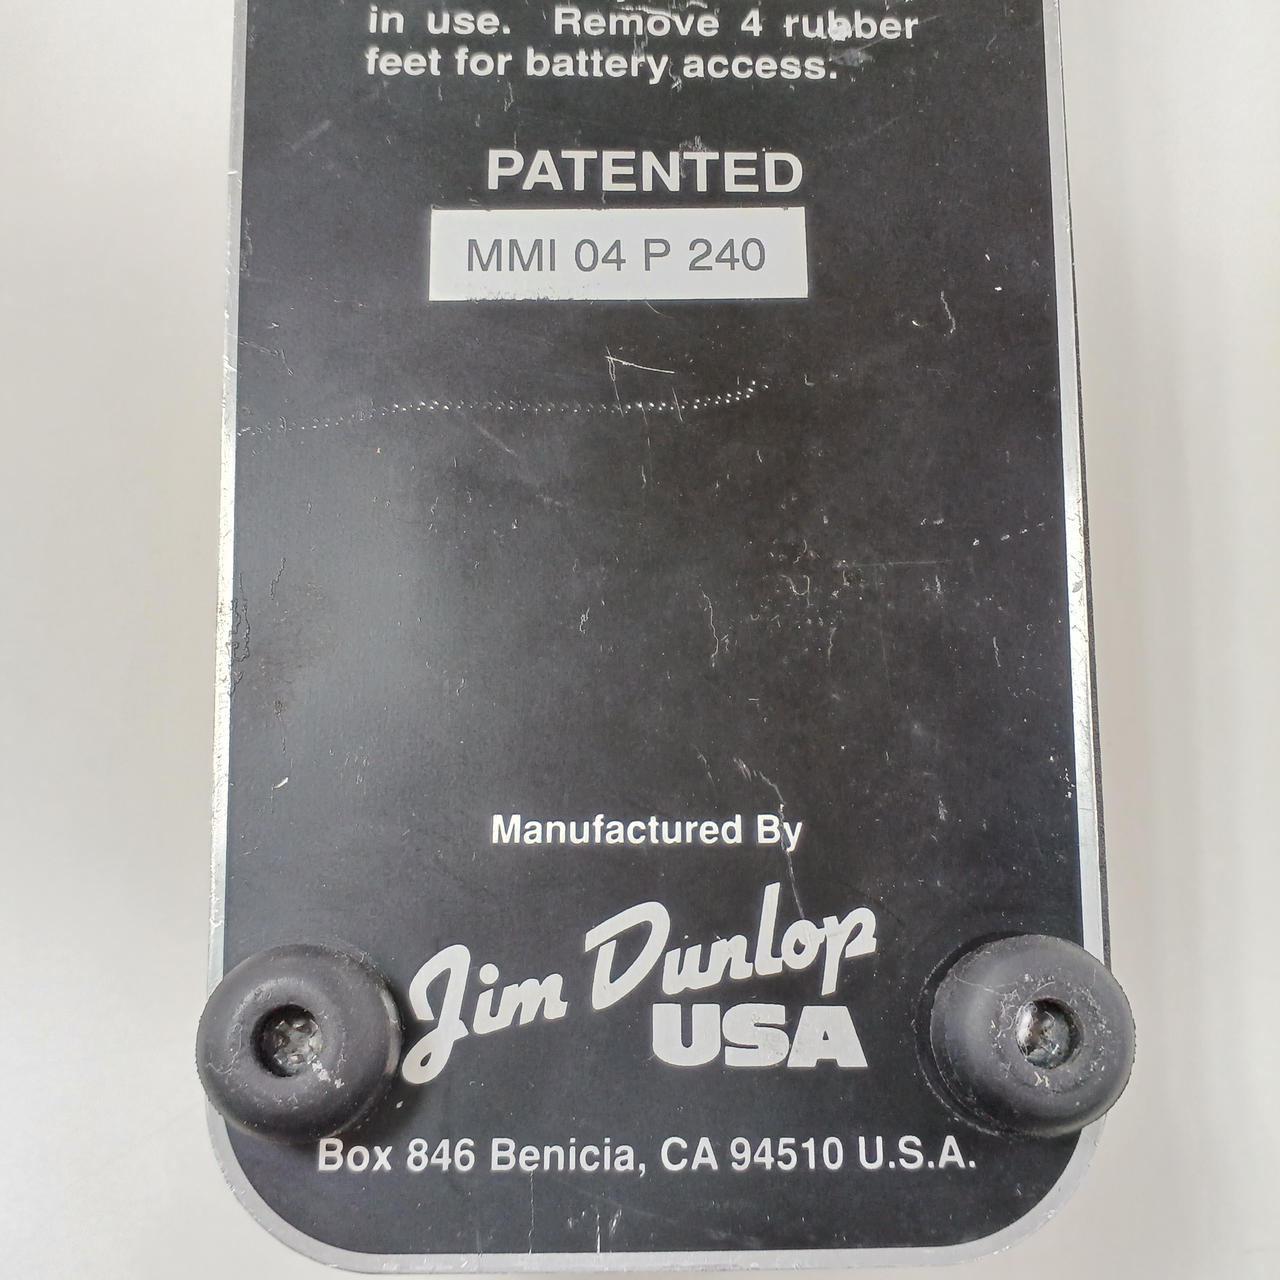 in use. Remove 4 rubber
feet for battery access.
PATENTED
MMI 04 P 240
Manufactured By
Jim Dunlop
USA
Box 846 Benicia, CA 94510 U.S.A.